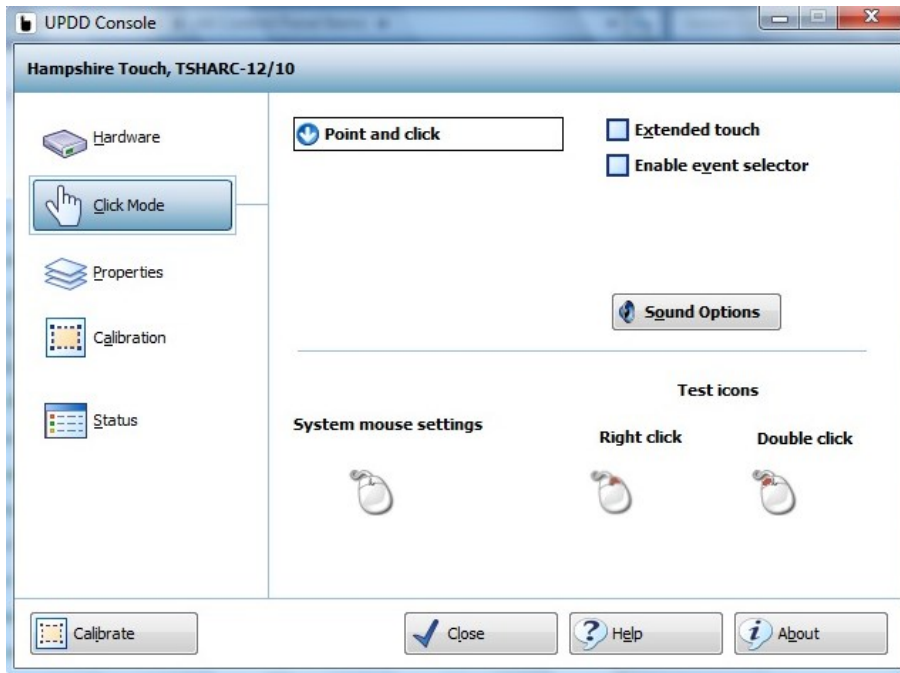 UPDD Console
Hampshire Touch, TSHARC-12/10
Hardware
Click Mode
Properties
Calibration
Status
Point and click
Extended touch
Enable event selector
Sound Options
Test icons
System mouse settings
Right click
Double click
Calibrate
Close
Help
About